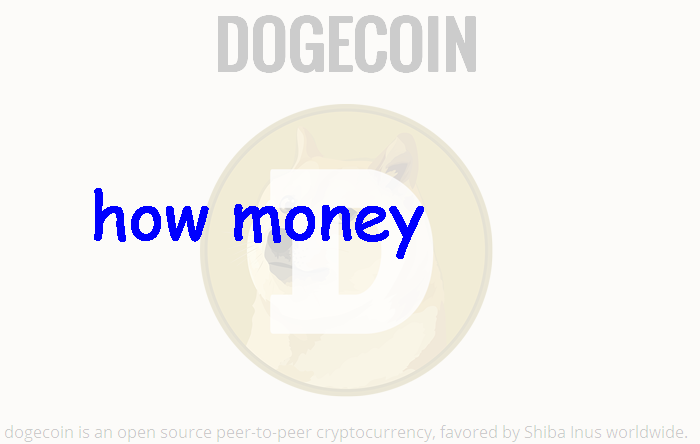 DOGECOIN
D
how money
dogecoin is an open source peer-to-peer cryptocurrency, favored by Shiba Inus worldwide.